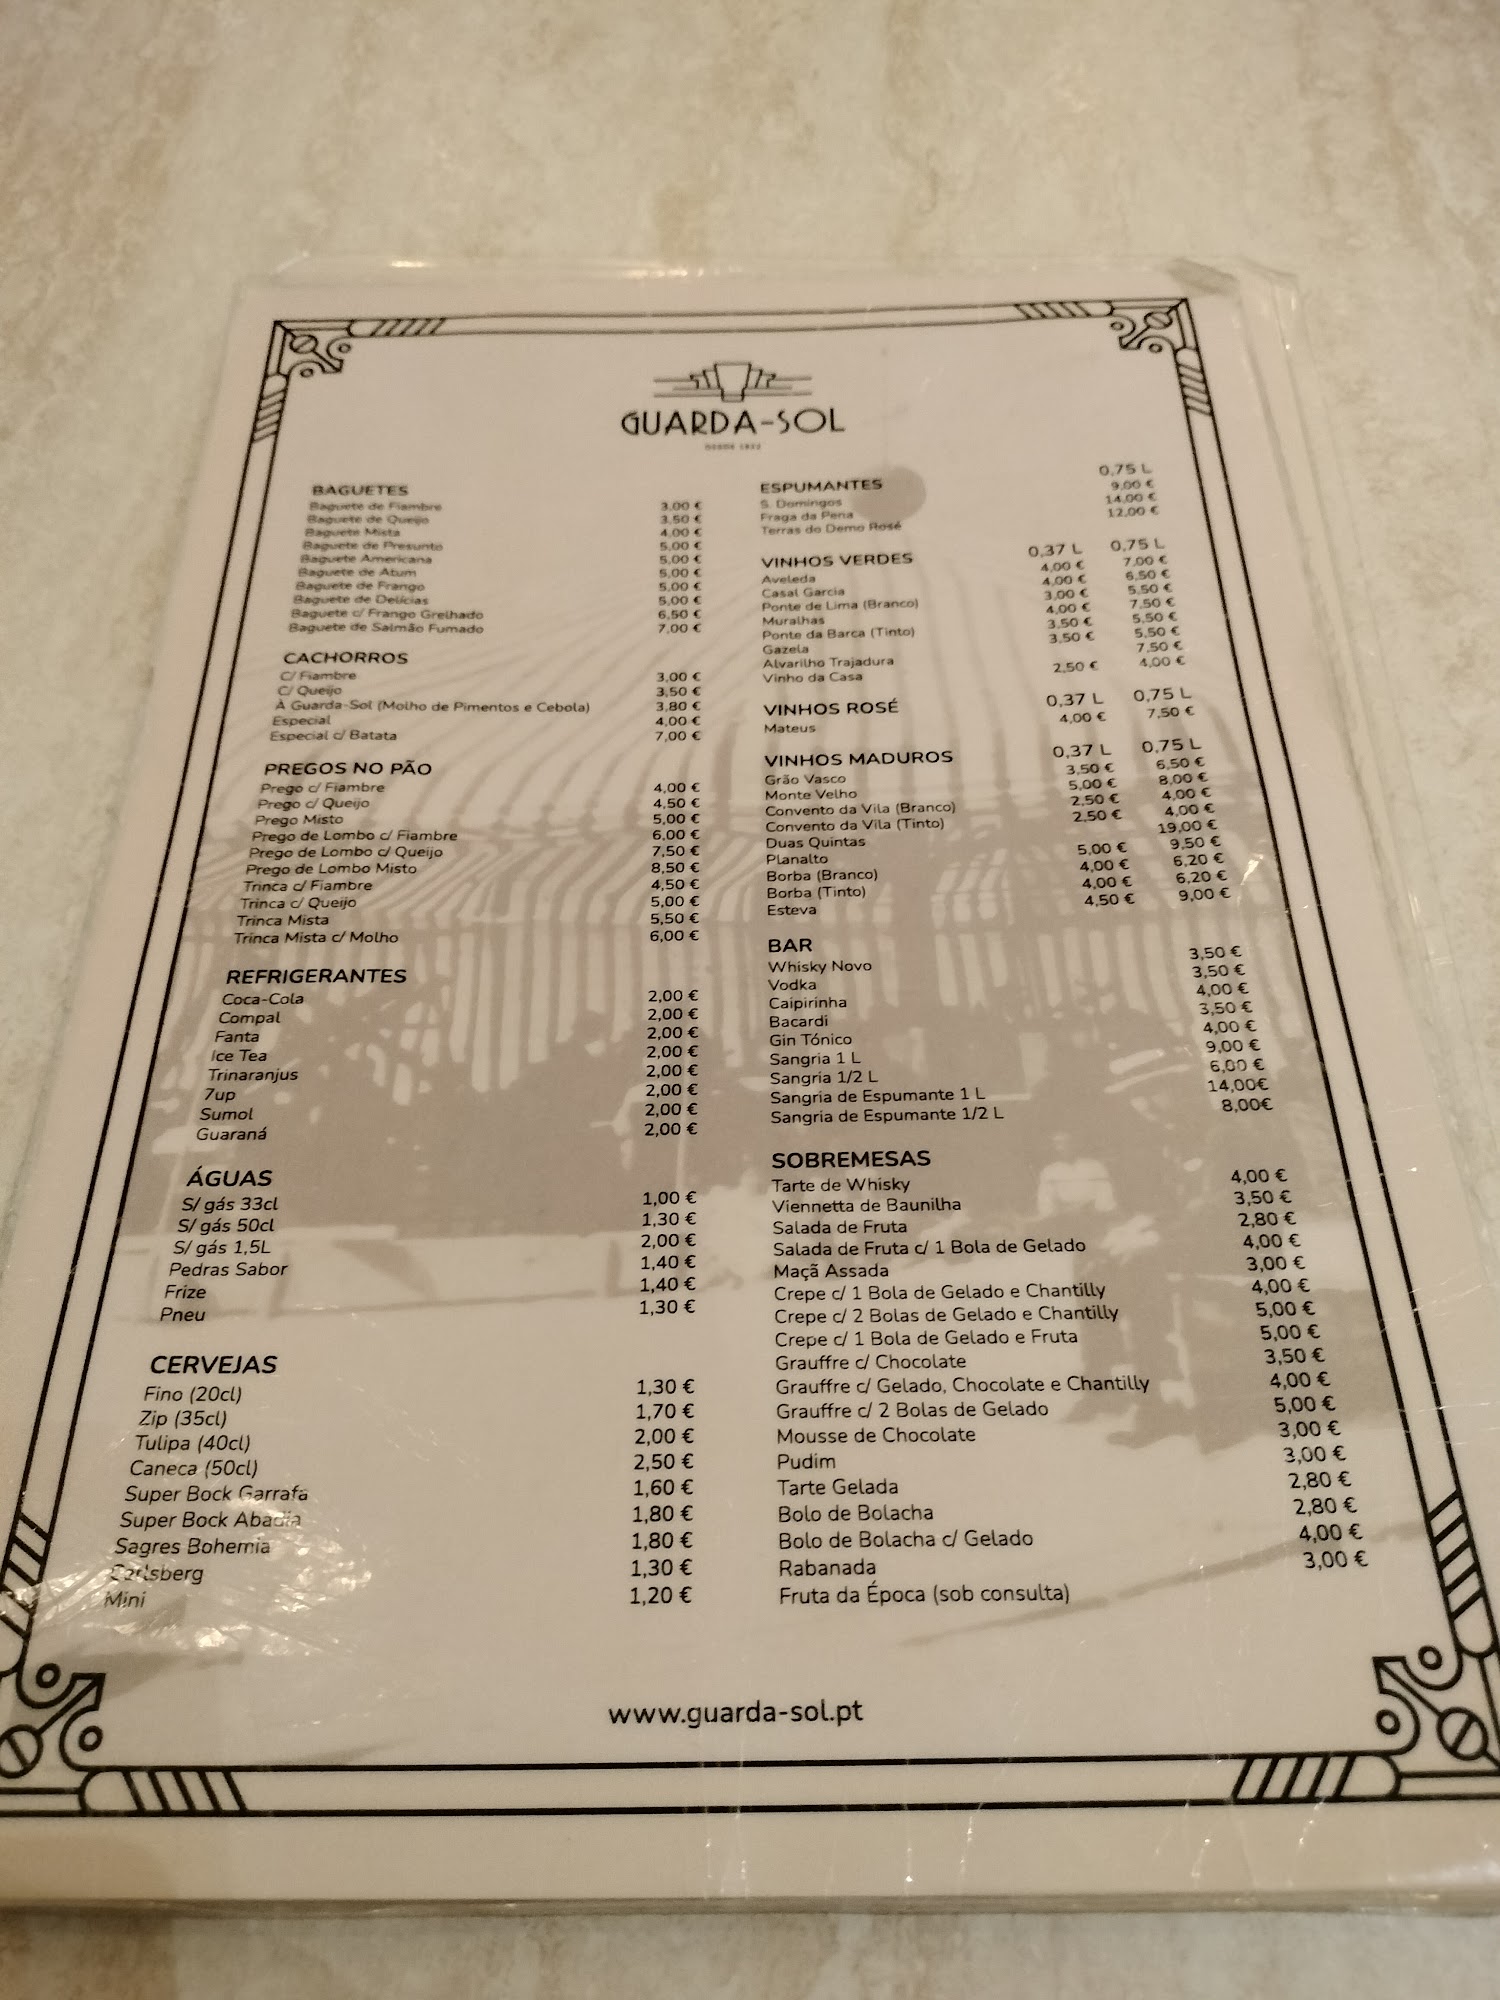 GUARDA-SOL
DESDE 1922
BAGUETES
Baguete de Fiambre 3,00 €
Baguete de Queijo 3,50 €
Baguete Mista 4,00 €
Baguete de Presunto 5,00 €
Baguete Americana 5,00 €
Baguete de Atum 5,00 €
Baguete de Frango 5,00 €
Baguete de Delícias 5,00 €
Baguete c/ Frango Grelhado 6,50 €
Baguete de Salmão Fumado 7,00 €
CACHORROS
C/ Fiambre 3,00 €
C/ Queijo 3,50 €
À Guarda-Sol (Molho de Pimentos e Cebola) 3,80 €
Especial 4,00 €
Especial c/ Batata 7,00 €
PREGOS NO PÃO
Prego c/ Fiambre 4,00 €
Prego c/ Queijo 4,50 €
Prego Misto 5,00 €
Prego de Lombo c/ Fiambre 6,00 €
Prego de Lombo c/ Queijo 7,50 €
Prego de Lombo Misto 8,50 €
Trinca c/ Fiambre 4,50 €
Trinca c/ Queijo 5,00 €
Trinca Mista 5,50 €
Trinca Mista c/ Molho 6,00 €
REFRIGERANTES
Coca-Cola 2,00 €
Compal 2,00 €
Fanta 2,00 €
Ice Tea 2,00 €
Trinaranjus 2,00 €
7up 2,00 €
Sumol 2,00 €
Guaraná 2,00 €
ÁGUAS
S/ gás 33cl 1,00 €
S/ gás 50cl 1,30 €
S/ gás 1,5L 2,00 €
Pedras Sabor 1,40 €
Frize 1,40 €
Pneu 1,30 €
CERVEJAS
Fino (20cl) 1,30 €
Zip (35cl) 1,70 €
Tulipa (40cl) 2,00 €
Caneca (50cl) 2,50 €
Super Bock Garrafa 1,60 €
Super Bock Abadia 1,80 €
Sagres Bohemia 1,80 €
Carlsberg 1,30 €
Mini 1,20 €
ESPUMANTES 0,75 L
S. Domingos 9,00 €
Fraga da Pena 14,00 €
Terras do Demo Rosé 12,00 €
VINHOS VERDES 0,37 L 0,75 L
Aveleda 4,00 € 7,00 €
Casal Garcia 4,00 € 6,50 €
Ponte de Lima (Branco) 3,00 € 5,50 €
Muralhas 4,00 € 7,50 €
Ponte da Barca (Tinto) 3,50 € 5,50 €
Gazela 3,50 € 5,50 €
Alvarilho Trajadura 7,50 €
Vinho da Casa 2,50 € 4,00 €
VINHOS ROSÉ 0,37 L 0,75 L
Mateus 4,00 € 7,50 €
VINHOS MADUROS 0,37 L 0,75 L
Grão Vasco 3,50 € 6,50 €
Monte Velho 5,00 € 8,00 €
Convento da Vila (Branco) 2,50 € 4,00 €
Convento da Vila (Tinto) 2,50 € 4,00 €
Duas Quintas 19,00 €
Planalto 5,00 € 9,50 €
Borba (Branco) 4,00 € 6,20 €
Borba (Tinto) 4,00 € 6,20 €
Esteva 4,50 € 9,00 €
BAR
Whisky Novo 3,50 €
Vodka 3,50 €
Caipirinha 4,00 €
Bacardi 3,50 €
Gin Tónico 4,00 €
Sangria 1 L 9,00 €
Sangria 1/2 L 6,00 €
Sangria de Espumante 1 L 14,00€
Sangria de Espumante 1/2 L 8,00€
SOBREMESAS
Tarte de Whisky 4,00 €
Viennetta de Baunilha 3,50 €
Salada de Fruta 2,80 €
Salada de Fruta c/ 1 Bola de Gelado 4,00 €
Maçã Assada 3,00 €
Crepe c/ 1 Bola de Gelado e Chantilly 4,00 €
Crepe c/ 2 Bolas de Gelado e Chantilly 5,00 €
Crepe c/ 1 Bola de Gelado e Fruta 5,00 €
Grauffre c/ Chocolate 3,50 €
Grauffre c/ Gelado, Chocolate e Chantilly 4,00 €
Grauffre c/ 2 Bolas de Gelado 5,00 €
Mousse de Chocolate 3,00 €
Pudim 3,00 €
Tarte Gelada 2,80 €
Bolo de Bolacha 2,80 €
Bolo de Bolacha c/ Gelado 4,00 €
Rabanada 3,00 €
Fruta da Época (sob consulta)
www.guarda-sol.pt